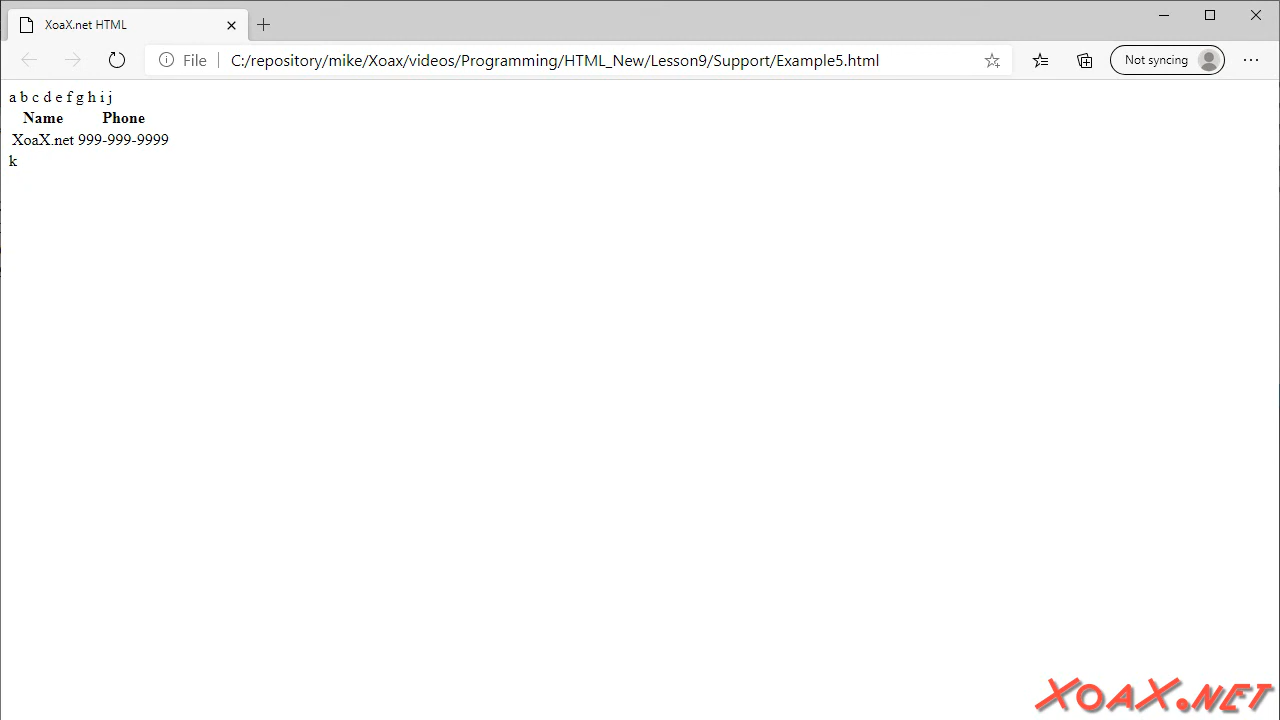 XoaX.net HTML
File C:/repository/mike/Xoax/videos/Programming/HTML_New/Lesson9/Support/Example5.html Not syncing
a b c d e f g h i j
Name Phone
XoaX.net 999-999-9999
k
XOAX.NET